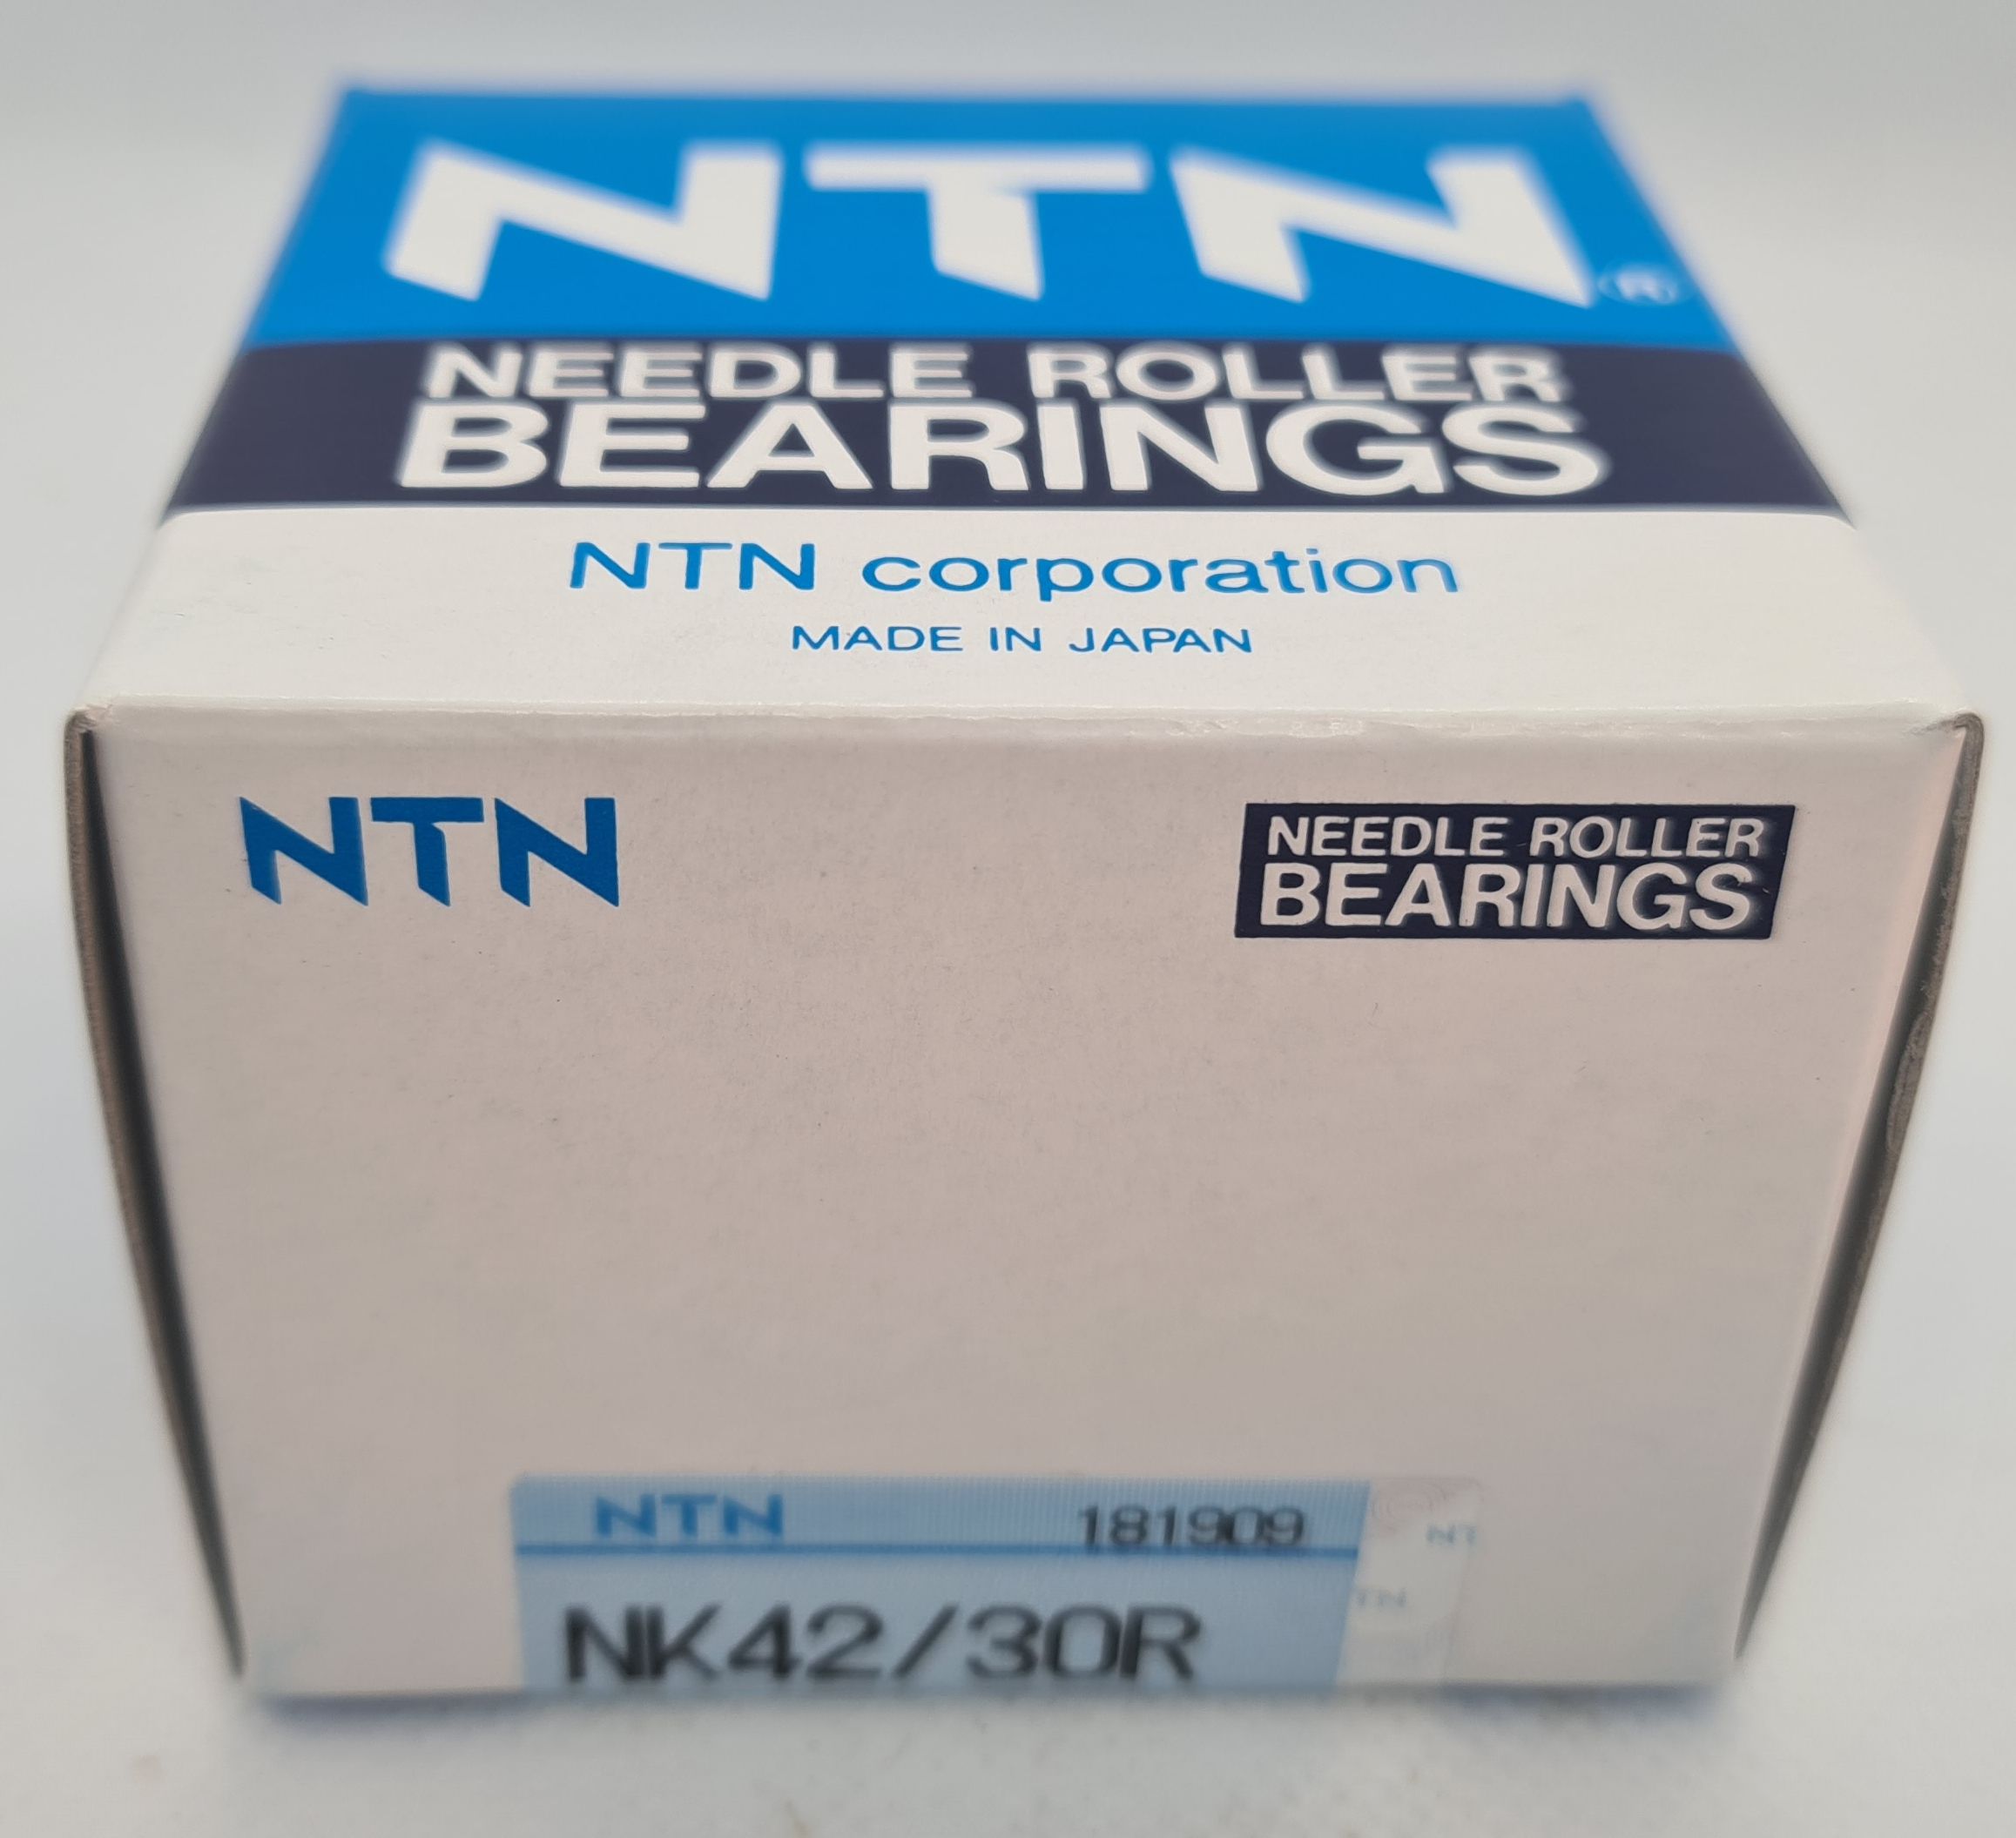 NTN®
NEEDLE ROLLER
BEARINGS
NTN corporation
MADE IN JAPAN
NTN
NEEDLE ROLLER
BEARINGS
NTN 181909
NK42/30R